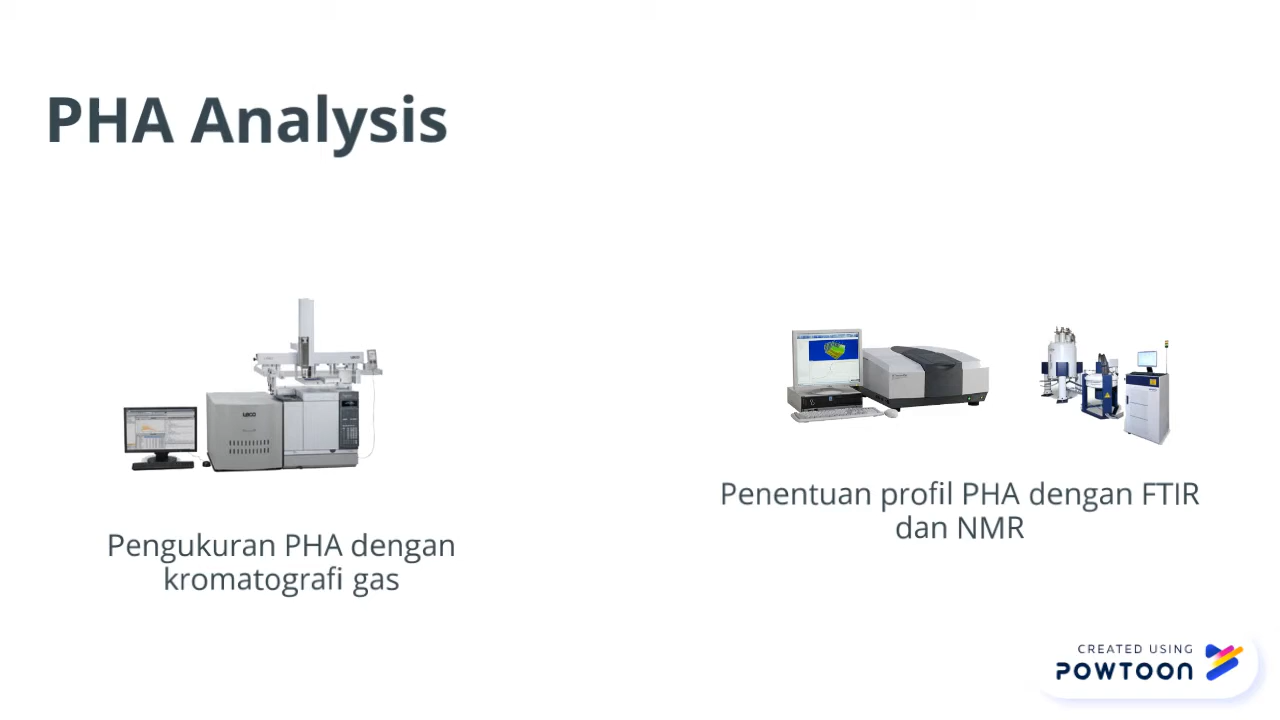 PHA Analysis
Pengukuran PHA dengan
kromatografi gas
Penentuan profil PHA dengan FTIR
dan NMR
CREATED USING
POWTOON